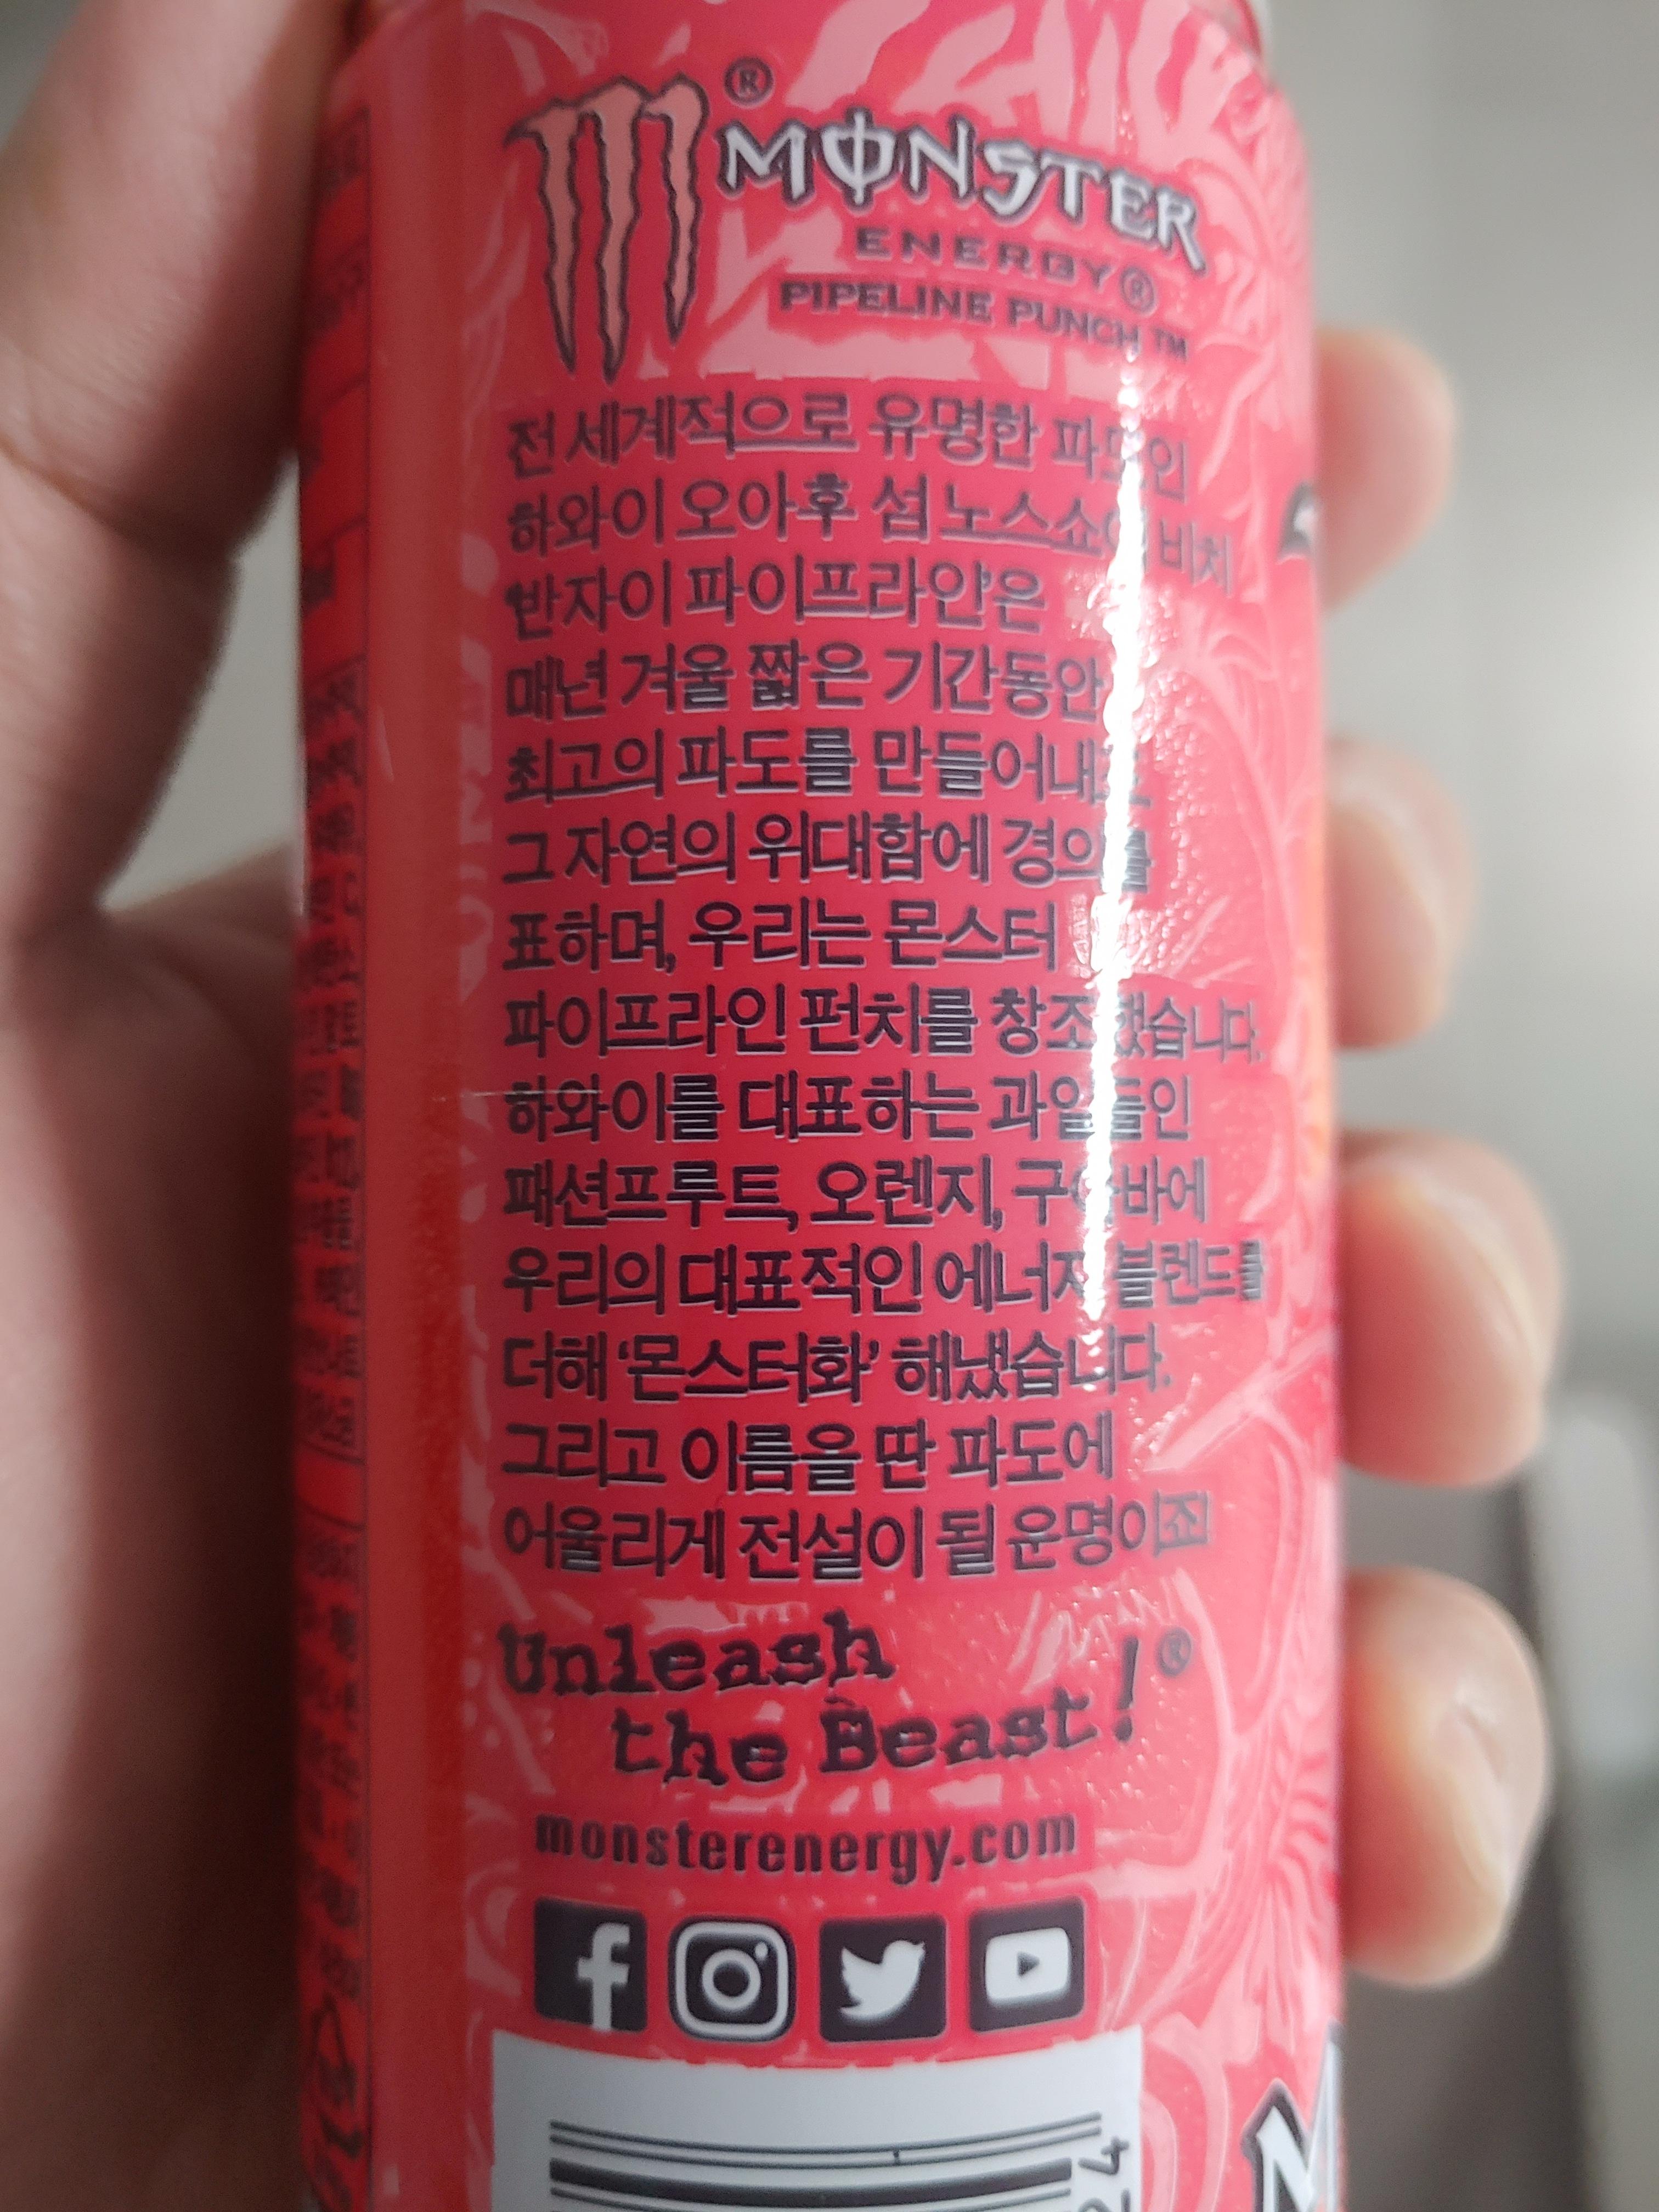 MONSTER
ENERGY®
PIPELINE PUNCH™
전 세계적으로 유명한 파도인
하와이 오아후 섬 노스쇼어 비치
'반자이 파이프라인'은
매년 겨울 짧은 기간동안
최고의 파도를 만들어내죠
그 자연의 위대함에 경의를
표하며, 우리는 몬스터
파이프라인 펀치를 창조했습니다.
하와이를 대표하는 과일들인
패션프루트, 오렌지, 구아바에
우리의 대표적인 에너지 블렌드를
더해 '몬스터화' 해냈습니다.
그리고 이름을 딴 파도에
어울리게 전설이 될 운명이죠
Unleash
the Beast!®
monsterenergy.com